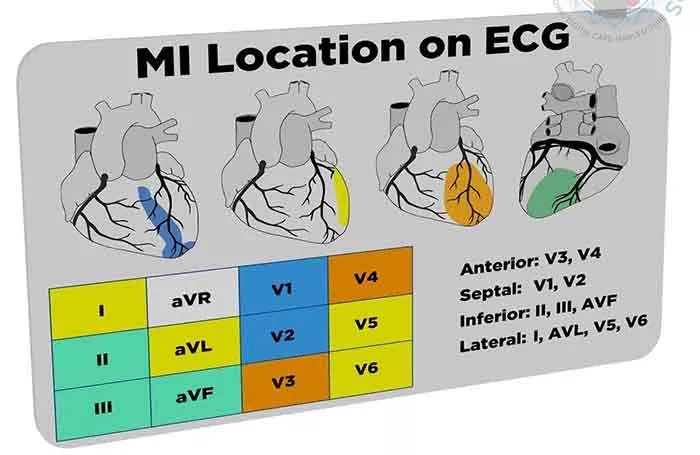 MI Location on ECG
I aVR V1 V4
II aVL V2 V5
III aVF V3 V6
Anterior: V3, V4
Septal: V1, V2
Inferior: II, III, AVF
Lateral: I, AVL, V5, V6